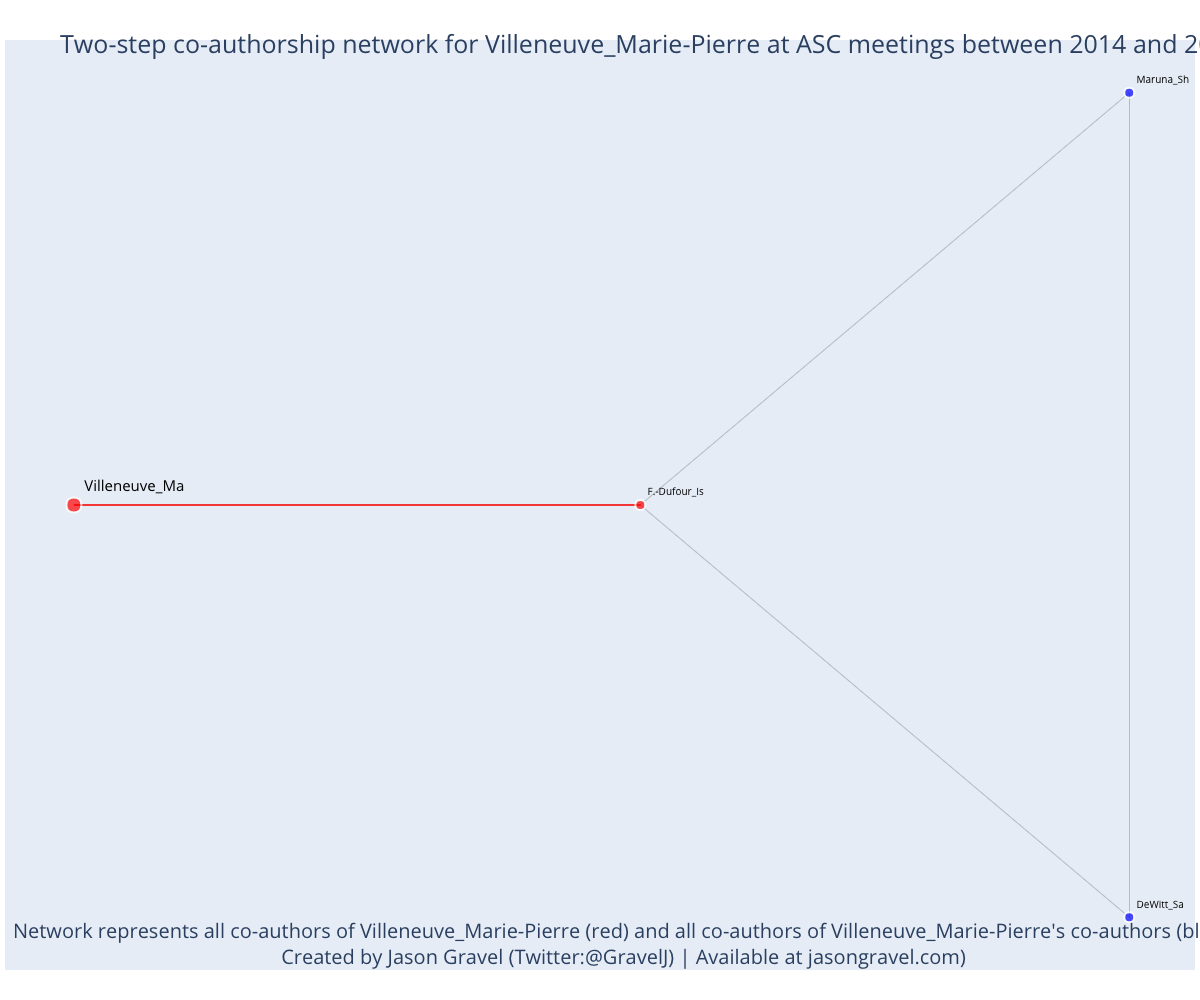 Two-step co-authorship network for Villeneuve_Marie-Pierre at ASC meetings between 2014 and 2
Maruna_Sh
Villeneuve_Ma
F.-Dufour_Is
DeWitt_Sa
Network represents all co-authors of Villeneuve_Marie-Pierre (red) and all co-authors of Villeneuve_Marie-Pierre's co-authors (bl
Created by Jason Gravel (Twitter:@GravelJ) | Available at jasongravel.com)